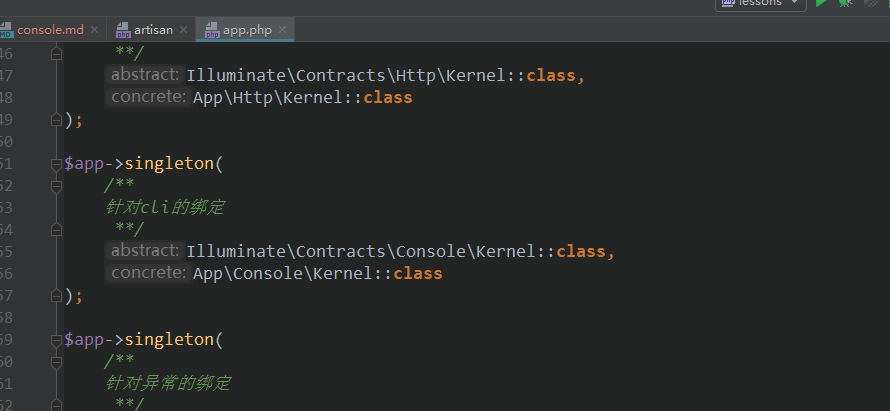 lessons
console.md artisan app.php
46 **/
47 abstract: Illuminate\Contracts\Http\Kernel::class,
48 concrete: App\Http\Kernel::class
49 );
50
51 $app->singleton(
52 /**
53 针对cli的绑定
54 **/
55 abstract: Illuminate\Contracts\Console\Kernel::class,
56 concrete: App\Console\Kernel::class
57 );
58
59 $app->singleton(
60 /**
61 针对异常的绑定
62 **/